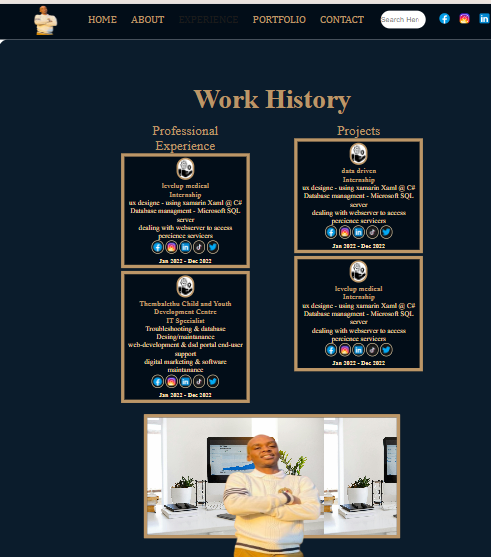 HOME ABOUT EXPERIENCE PORTFOLIO CONTACT Search Her
Work History
Professional
Experience
levelup medical
Internship
ux designe - using xamarin Xaml @ C#
Database managment - Microsoft SQL
server
dealing with webserver to access
percience servicers
Jan 2022 - Dec 2022
Thembalethu Child and Youth
Development Centre
IT Specialist
Troubleshooting & database
Desing/maintanance
web-development & dsd portal end-user
support
digital marketing & software
maintanance
Jan 2022 - Dec 2022
Projects
data driven
Internship
ux designe - using xamarin Xaml @ C#
Database managment - Microsoft SQL
server
dealing with webserver to access
percience servicers
Jan 2022 - Dec 2022
levelup medical
Internship
ux designe - using xamarin Xaml @ C#
Database managment - Microsoft SQL
server
dealing with webserver to access
percience servicers
Jan 2022 - Dec 2022